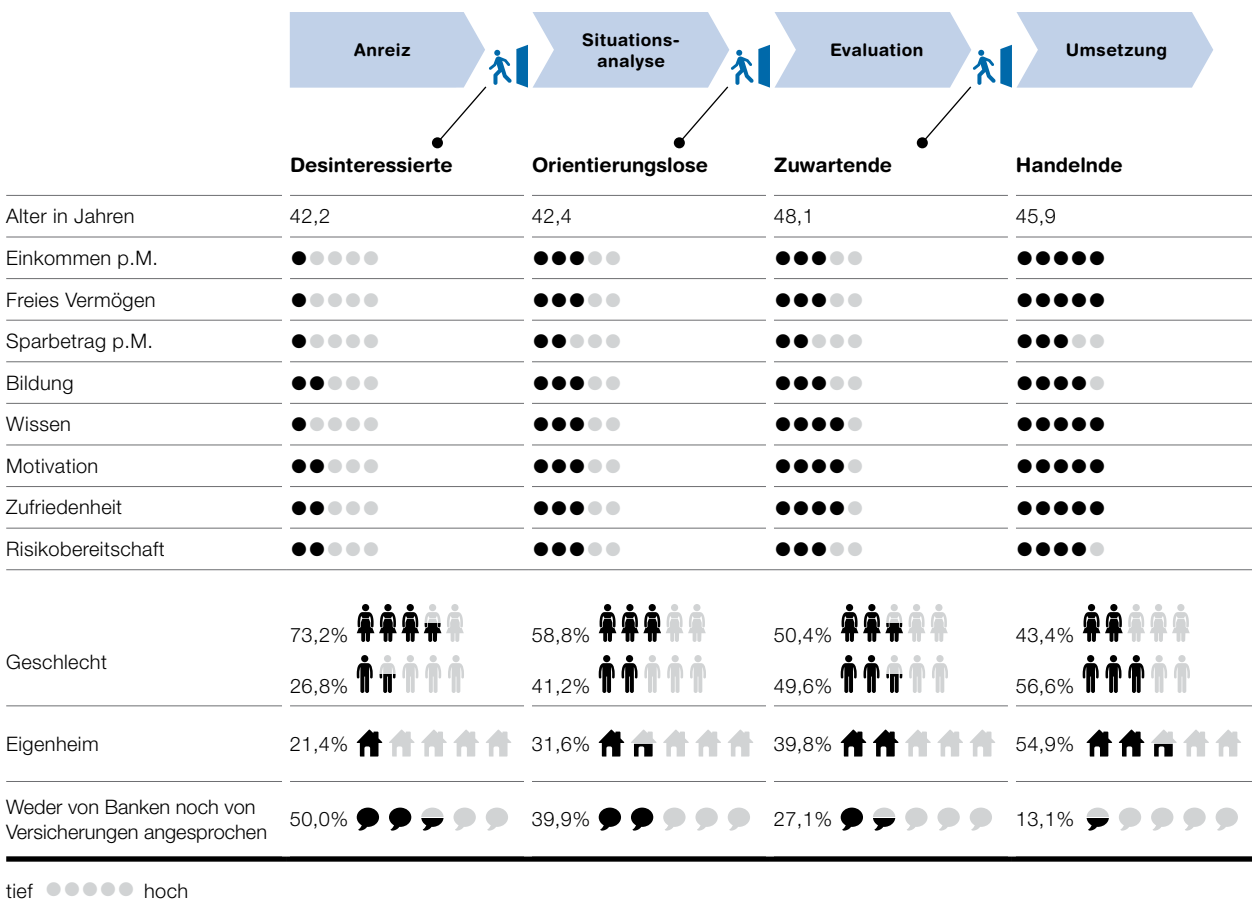 Anreiz
Situations-
analyse
Evaluation
Umsetzung
Desinteressierte Orientierungslose Zuwartende Handelnde
Alter in Jahren 42,2 42,4 48,1 45,9
Einkommen p.M.
Freies Vermögen
Sparbetrag p.M.
Bildung
Wissen
Motivation
Zufriedenheit
Risikobereitschaft
Geschlecht
73,2% 58,8% 50,4% 43,4%
26,8% 41,2% 49,6% 56,6%
Eigenheim 21,4% 31,6% 39,8% 54,9%
Weder von Banken noch von
Versicherungen angesprochen
50,0% 39,9% 27,1% 13,1%
tief hoch